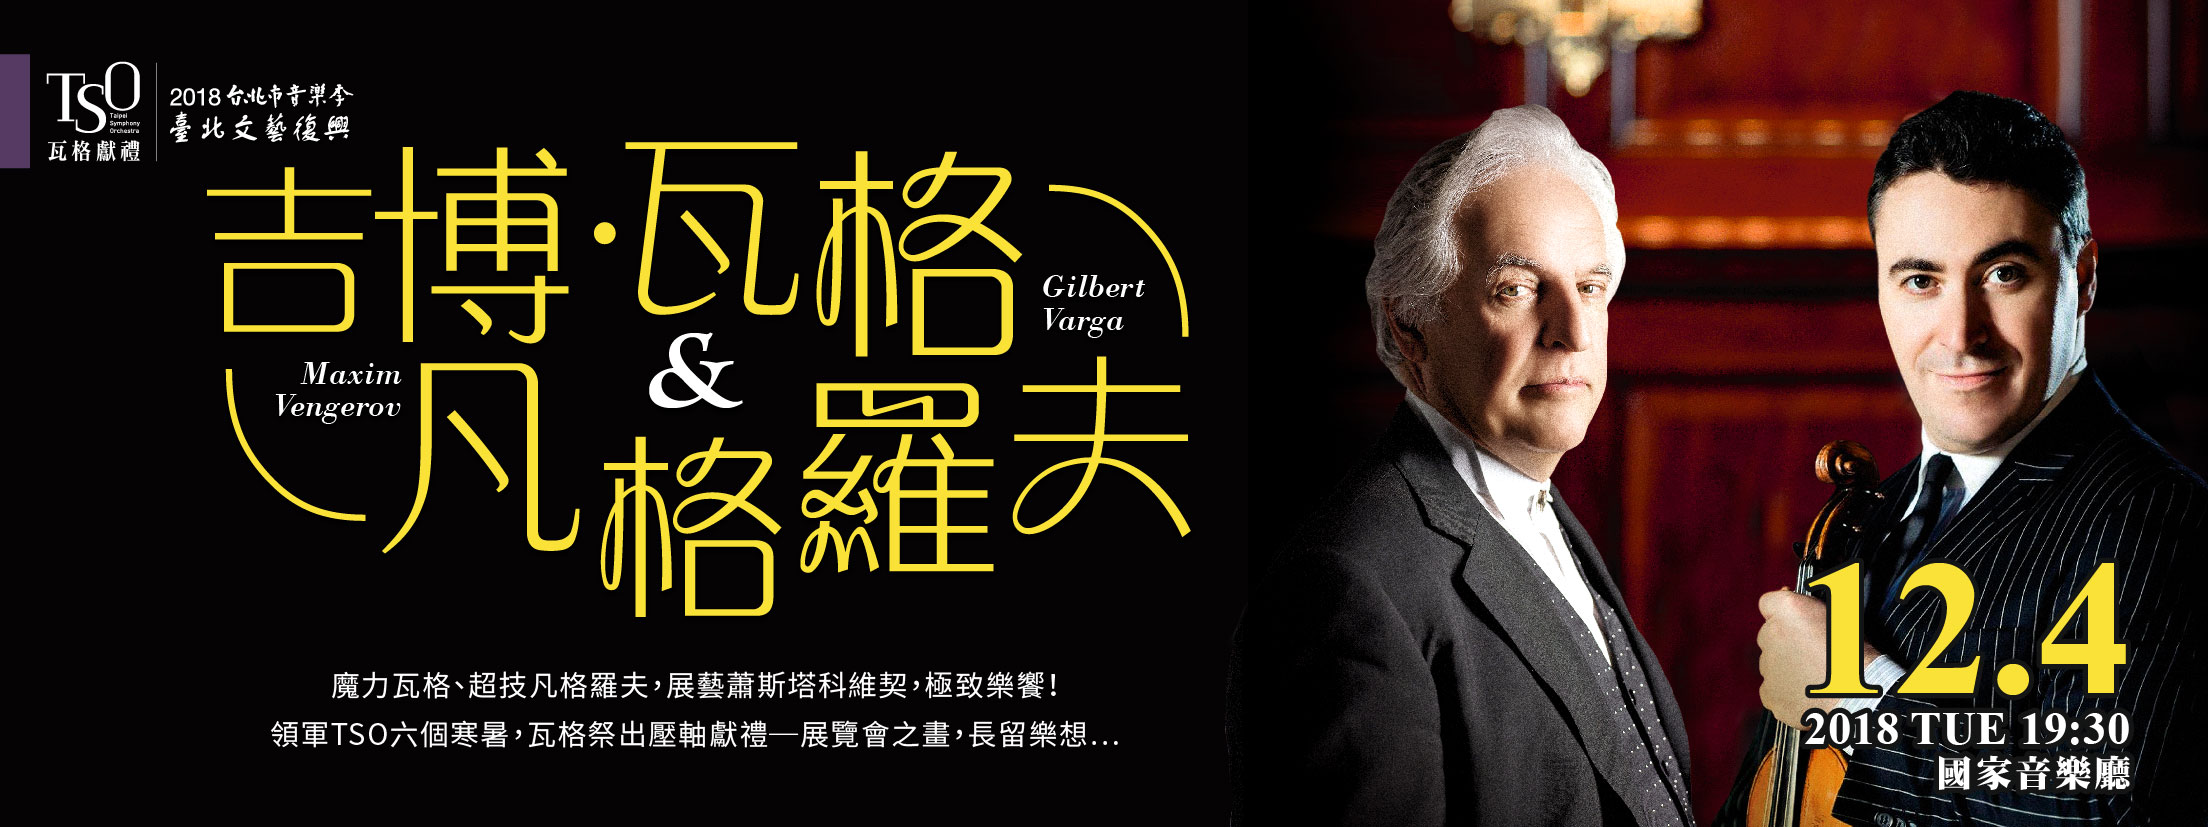 TSO
Taipei
Symphony
Orchestra
瓦格獻禮
2018 台北市音樂季
臺北文藝復興
吉博·瓦格
Gilbert
Varga
&
Maxim
Vengerov
凡格羅夫
魔力瓦格、超技凡格羅夫，展藝蕭斯塔科維契，極致樂饗！
領軍TSO六個寒暑，瓦格祭出壓軸獻禮─展覽會之畫，長留樂想…
12.4
2018 TUE 19:30
國家音樂廳